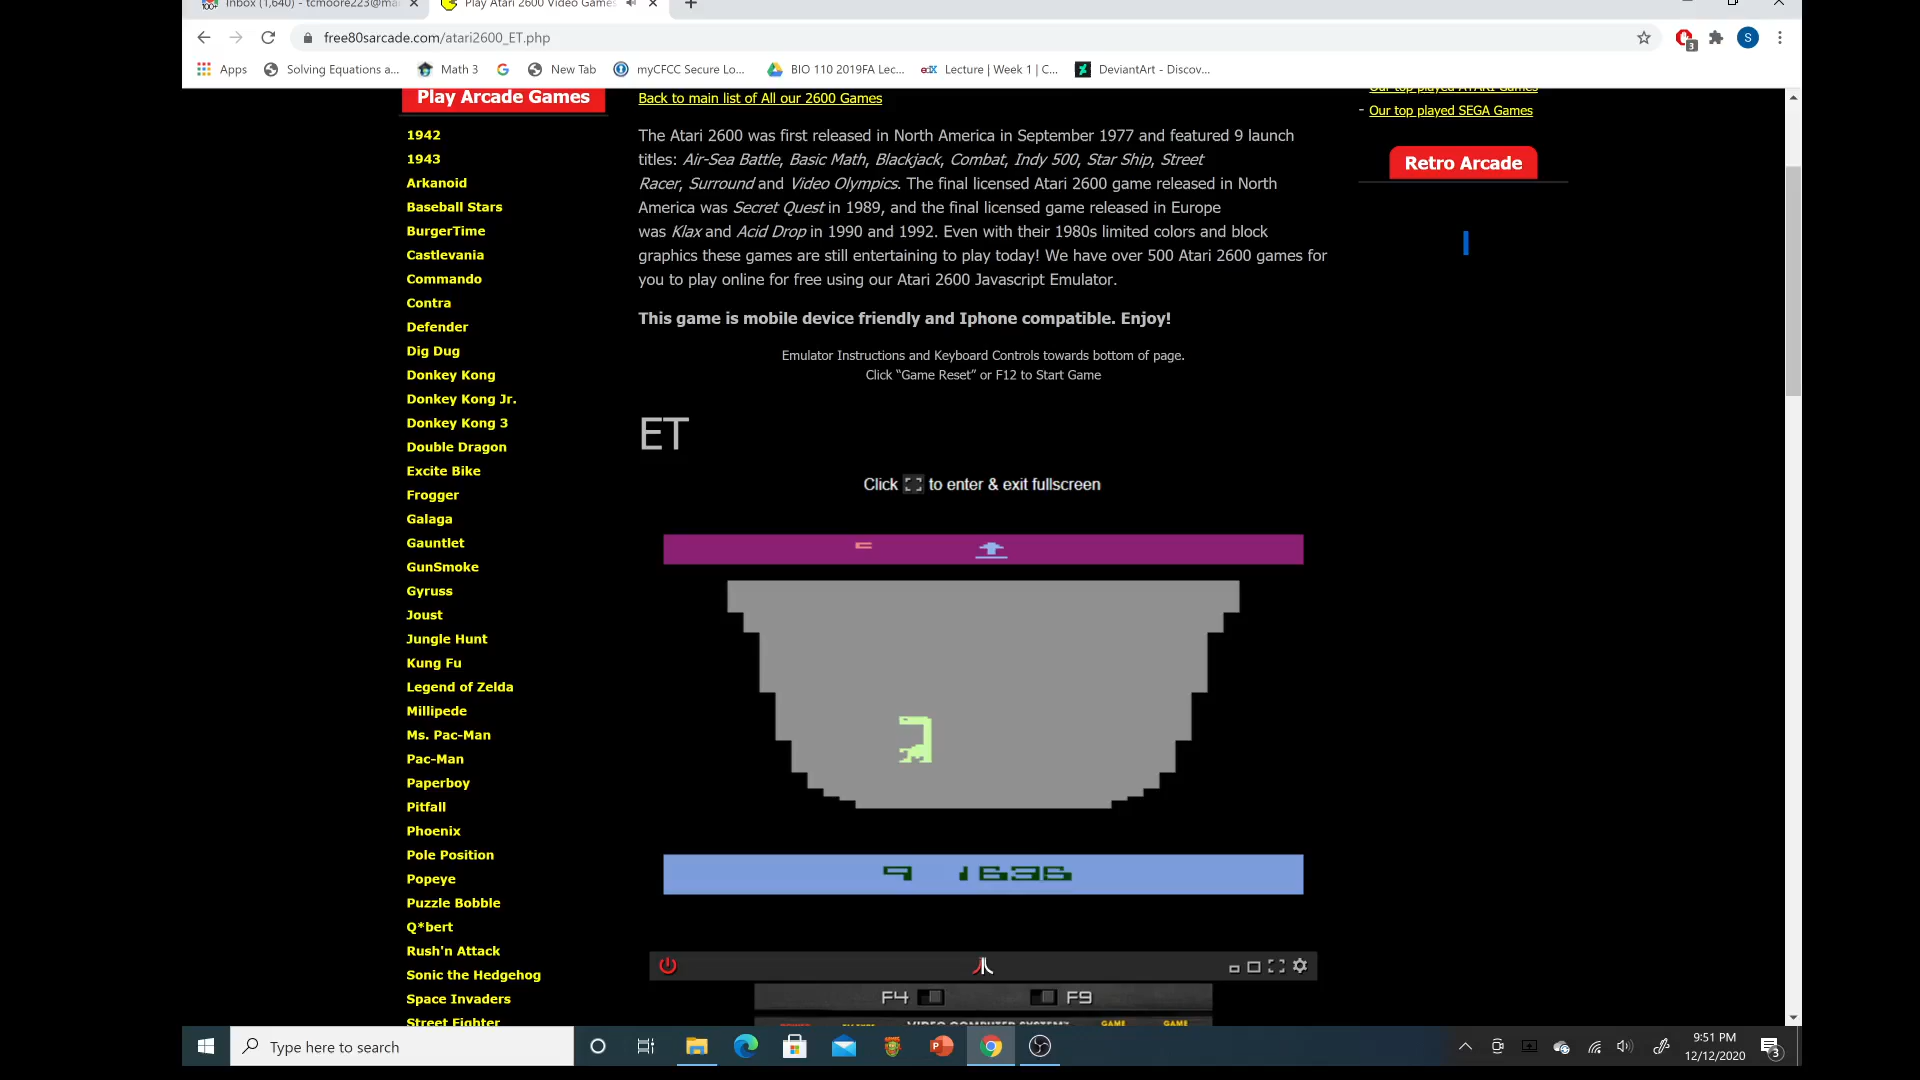 Inbox (1,640) - tcmoore223@ma
Play Atari 2600 Video Games
free80sarcade.com/atari2600_ET.php
S
3
Apps
Solving Equations a...
Math 3
New Tab
myCFCC Secure Lo...
BIO 110 2019FA Lec...
edX
Lecture | Week 1 | C...
DeviantArt - Discov...
Play Arcade Games
1942
1943
Arkanoid
Baseball Stars
BurgerTime
Castlevania
Commando
Contra
Defender
Dig Dug
Donkey Kong
Donkey Kong Jr.
Donkey Kong 3
Double Dragon
Excite Bike
Frogger
Galaga
Gauntlet
GunSmoke
Gyruss
Joust
Jungle Hunt
Kung Fu
Legend of Zelda
Millipede
Ms. Pac-Man
Pac-Man
Paperboy
Pitfall
Phoenix
Pole Position
Popeye
Puzzle Bobble
Q*bert
Rush'n Attack
Sonic the Hedgehog
Space Invaders
Street Fighter
Back to main list of All our 2600 Games
The Atari 2600 was first released in North America in September 1977 and featured 9 launch
titles: Air-Sea Battle, Basic Math, Blackjack, Combat, Indy 500, Star Ship, Street
Racer, Surround and Video Olympics. The final licensed Atari 2600 game released in North
America was Secret Quest in 1989, and the final licensed game released in Europe
was Klax and Acid Drop in 1990 and 1992. Even with their 1980s limited colors and block
graphics these games are still entertaining to play today! We have over 500 Atari 2600 games for
you to play online for free using our Atari 2600 Javascript Emulator.
This game is mobile device friendly and Iphone compatible. Enjoy!
Emulator Instructions and Keyboard Controls towards bottom of page.
Click “Game Reset” or F12 to Start Game
ET
Click to enter & exit fullscreen
9 1636
F4 F9
VIDEO COMPUTER SYSTEM
GAME GAME
Our top played ATARI Games
- Our top played SEGA Games
Retro Arcade
Type here to search
9:51 PM
12/12/2020
3